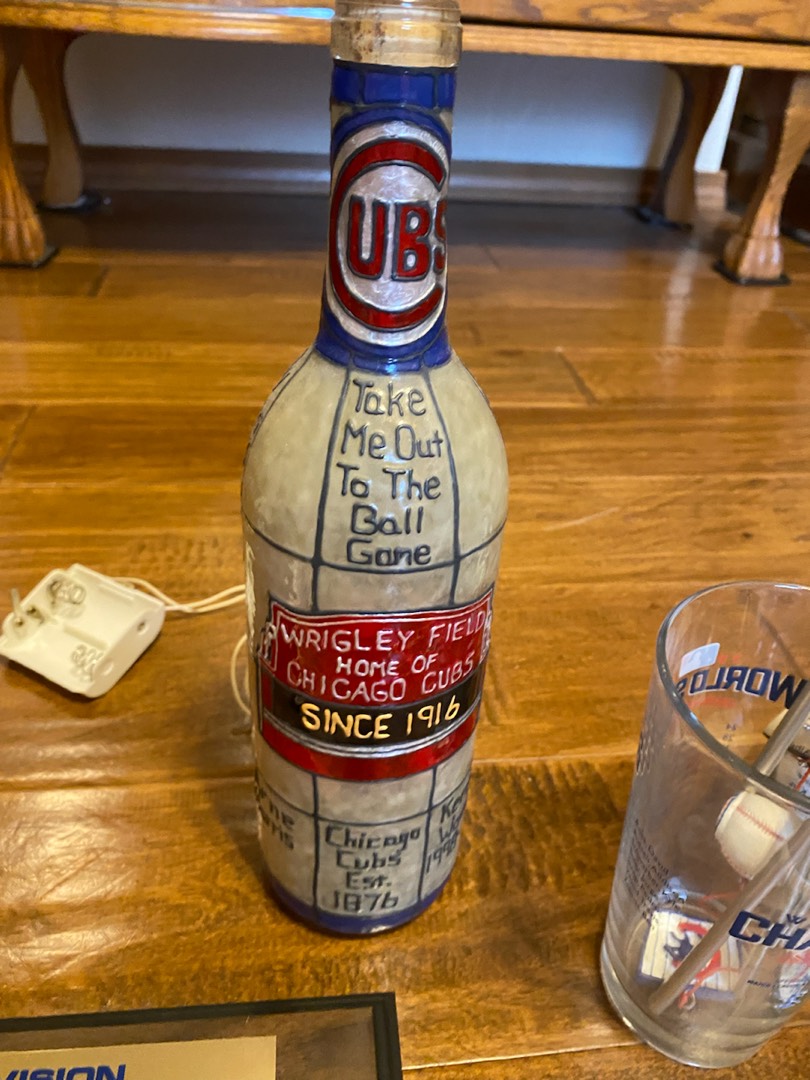 CUBS
Take
Me Out
To The
Ball
Game
WRIGLEY FIELD
HOME OF
CHICAGO CUBS
SINCE 1916
Chicago
Cubs
Est.
1876
WORLD
CHA
VISION